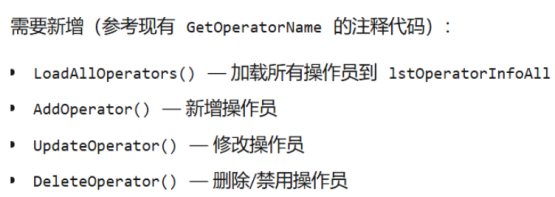 需要新增（参考现有 GetOperatorName 的注释代码）：
• LoadAllOperators() — 加载所有操作员到 lstOperatorInfoAll
• AddOperator() — 新增操作员
• UpdateOperator() — 修改操作员
• DeleteOperator() — 删除/禁用操作员